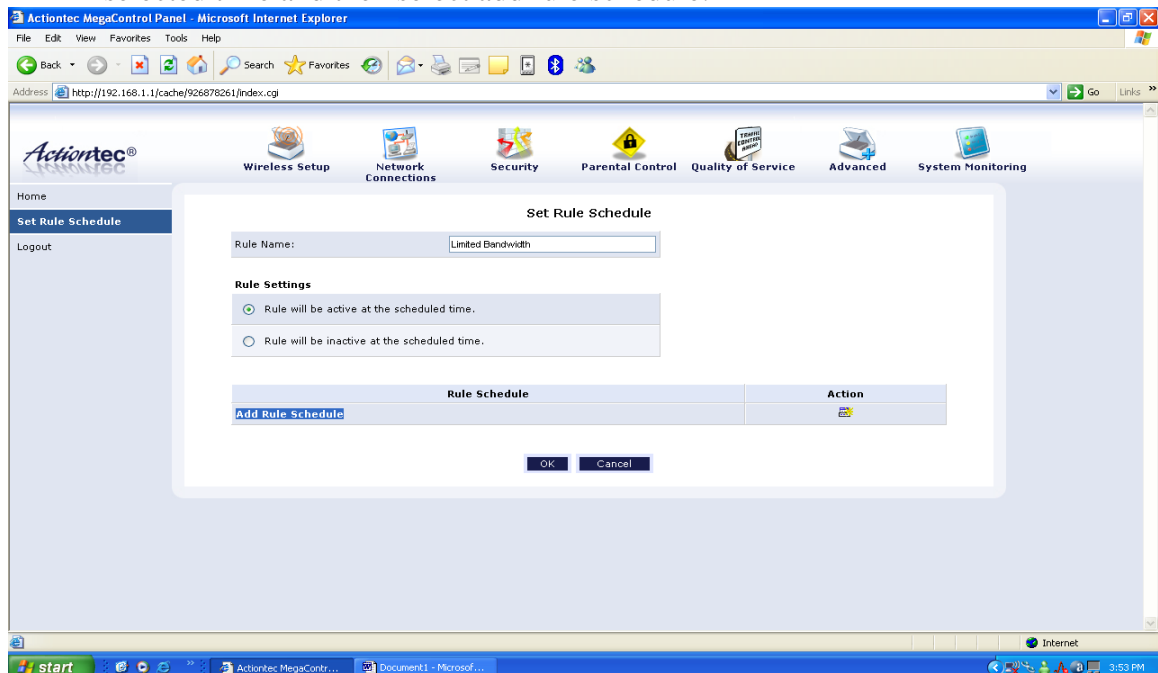 Actiontec MegaControl Panel - Microsoft Internet Explorer
File Edit View Favorites Tools Help
Back Search Favorites
Address http://192.168.1.1/cache/926878261/index.cgi Go Links »
Actiontec®
Wireless Setup
Network Connections
Security
Parental Control
Quality of Service
Advanced
System Monitoring
Home
Set Rule Schedule
Logout
Set Rule Schedule
Rule Name: Limited Bandwidth
Rule Settings
Rule will be active at the scheduled time.
Rule will be inactive at the scheduled time.
Rule Schedule Action
Add Rule Schedule
OK Cancel
Internet
start » Actiontec MegaContr... Document1 - Microsof... 3:53 PM